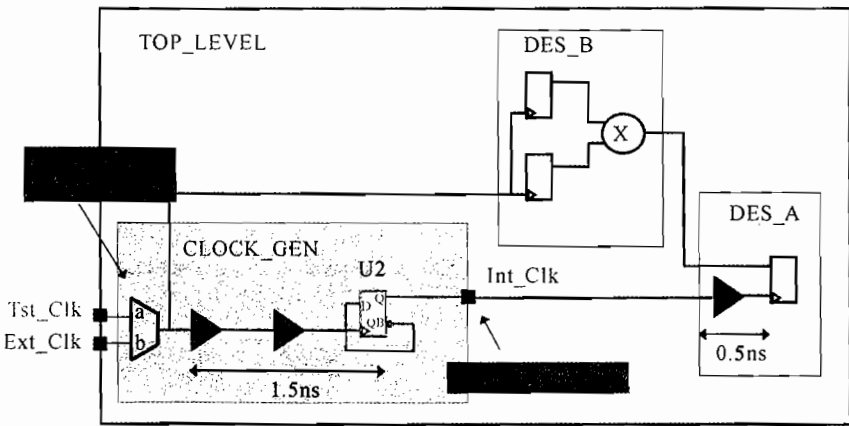 TOP_LEVEL
DES_B
X
DES_A
CLOCK_GEN
U2
D
Q
QB
Int_Clk
Tst_Clk
a
Ext_Clk
b
0.5ns
1.5ns